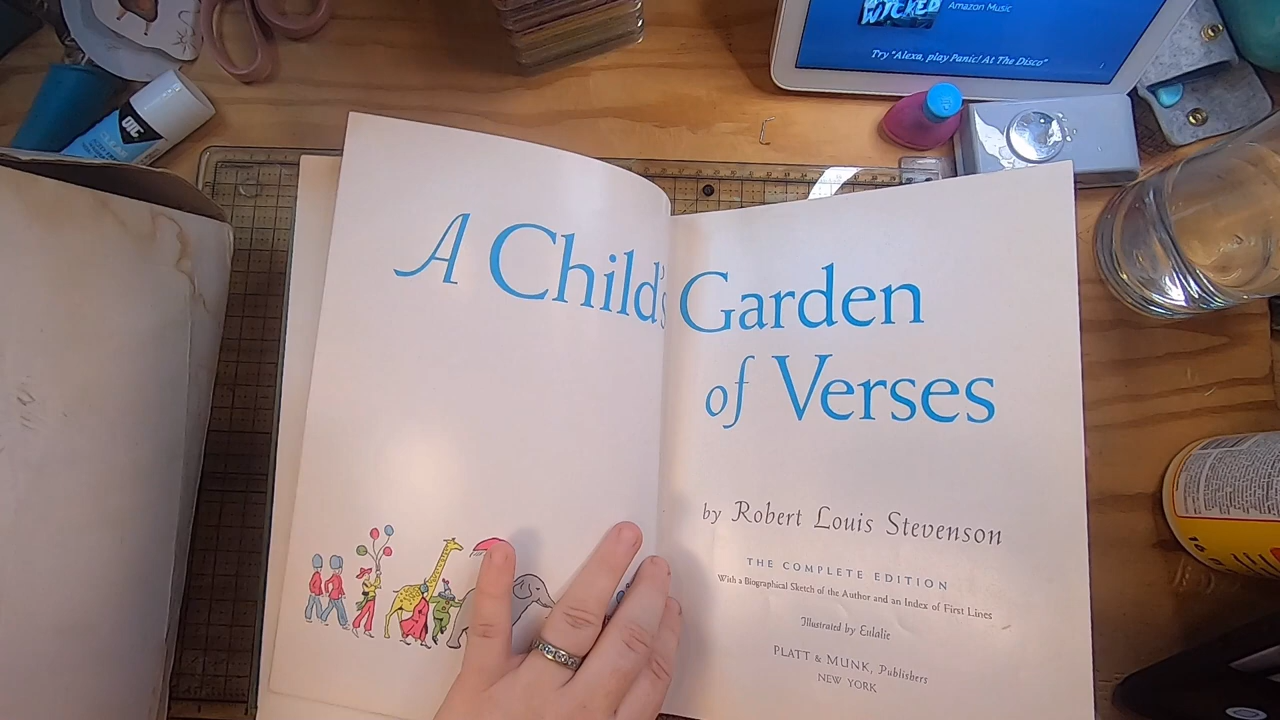 WICKED
Amazon Music
Try "Alexa, play Panic! At The Disco"
OTC
A Child's Garden
of Verses
by Robert Louis Stevenson
THE COMPLETE EDITION
With a Biographical Sketch of the Author and an Index of First Lines
Illustrated by Eulalie
PLATT & MUNK, Publishers
NEW YORK